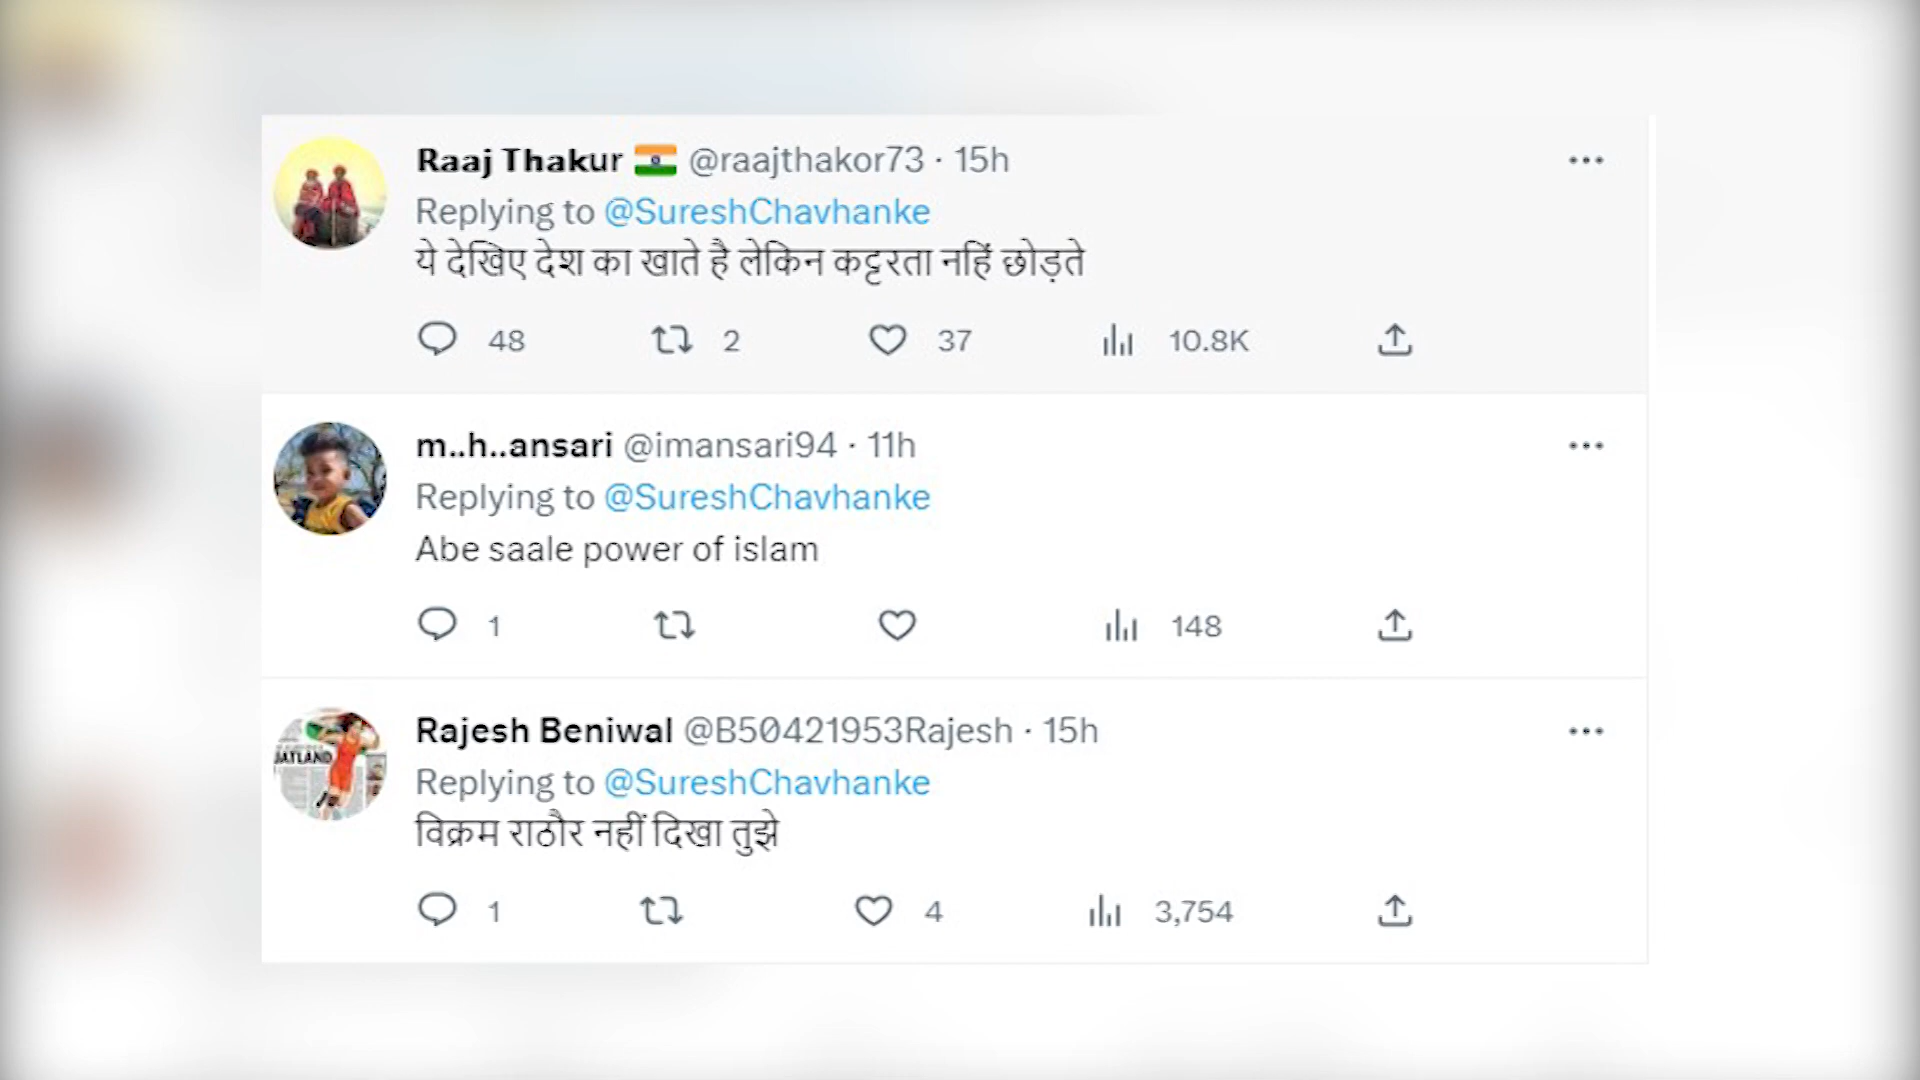 Raaj Thakur 🇮🇳 @raajthakor73 · 15h
Replying to @SureshChavhanke
ये देखिए देश का खाते है लेकिन कट्टरता नहिं छोड़ते
48 2 37 10.8K
m..h..ansari @imansari94 · 11h
Replying to @SureshChavhanke
Abe saale power of islam
1 148
JATLAND
Rajesh Beniwal @B50421953Rajesh · 15h
Replying to @SureshChavhanke
विक्रम राठौर नहीं दिखा तुझे
1 4 3,754